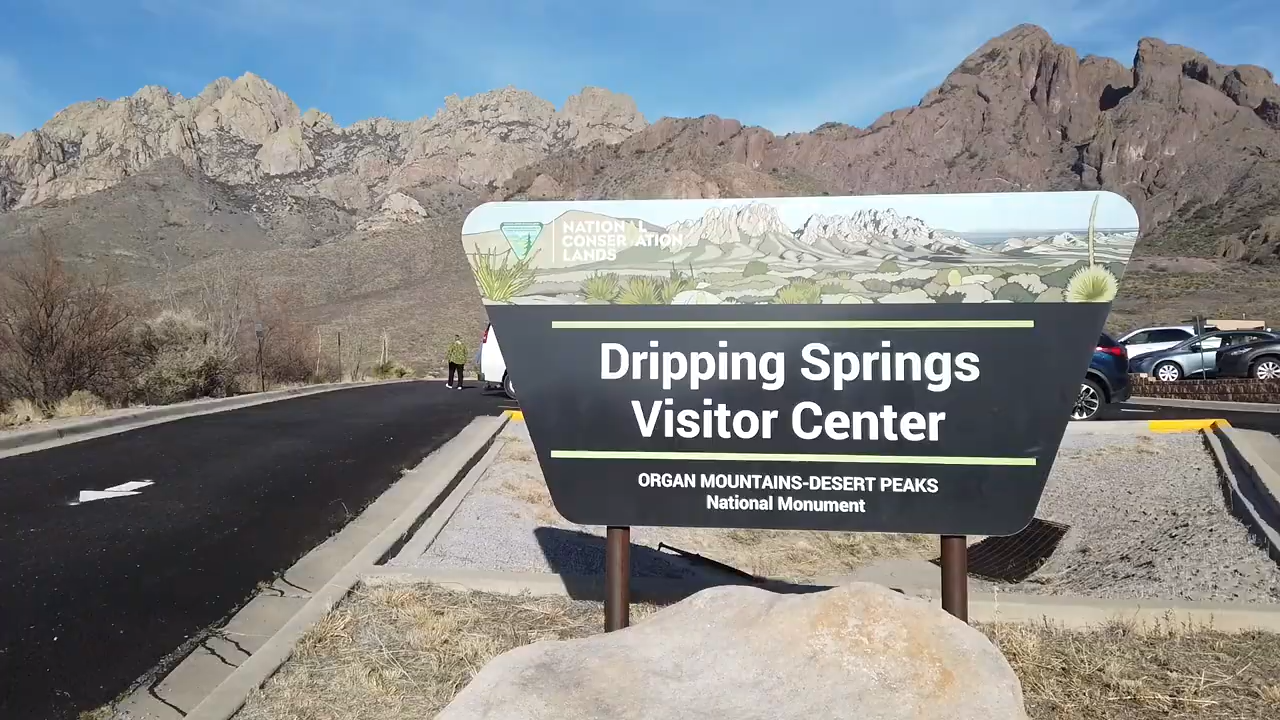 NATIONAL
CONSERVATION
LANDS
Dripping Springs
Visitor Center
ORGAN MOUNTAINS-DESERT PEAKS
National Monument